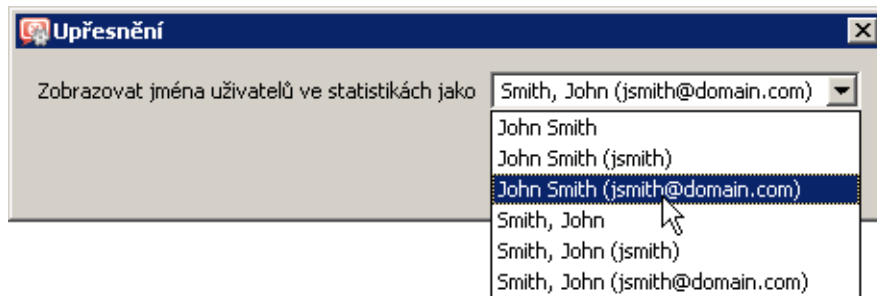 Upřesnění
Zobrazovat jména uživatelů ve statistikách jako Smith, John (jsmith@domain.com)
John Smith
John Smith (jsmith)
John Smith (jsmith@domain.com)
Smith, John
Smith, John (jsmith)
Smith, John (jsmith@domain.com)